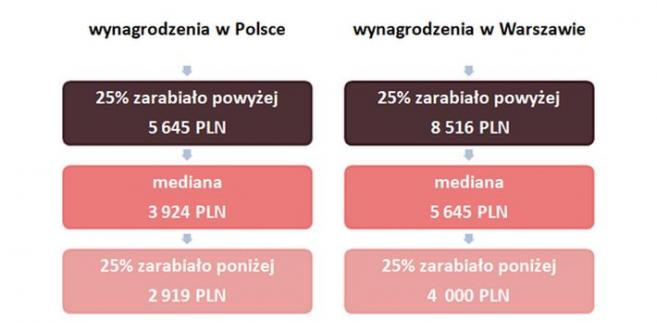 wynagrodzenia w Polsce
25% zarabiało powyżej
5 645 PLN
mediana
3 924 PLN
25% zarabiało poniżej
2 919 PLN
wynagrodzenia w Warszawie
25% zarabiało powyżej
8 516 PLN
mediana
5 645 PLN
25% zarabiało poniżej
4 000 PLN